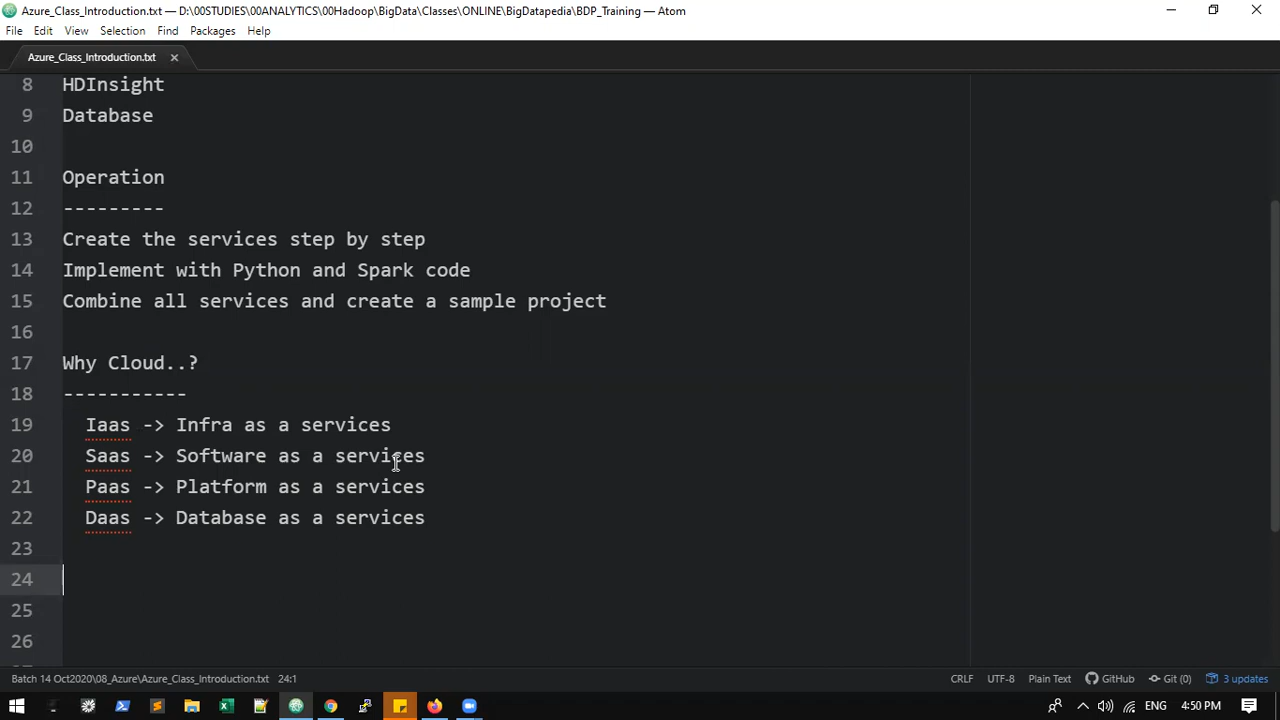 Azure_Class_Introduction.txt — D:\00STUDIES\00ANALYTICS\00Hadoop\BigData\Classes\ONLINE\BigDatapedia\BDP_Training — Atom
File Edit View Selection Find Packages Help
Azure_Class_Introduction.txt
8 HDInsight
9 Database
10
11 Operation
12 ---------
13 Create the services step by step
14 Implement with Python and Spark code
15 Combine all services and create a sample project
16
17 Why Cloud..?
18 -----------
19 Iaas -> Infra as a services
20 Saas -> Software as a services
21 Paas -> Platform as a services
22 Daas -> Database as a services
23
24
25
26
Batch 14 Oct2020\08_Azure\Azure_Class_Introduction.txt 24:1 CRLF UTF-8 Plain Text GitHub Git (0) 3 updates
ENG 4:50 PM